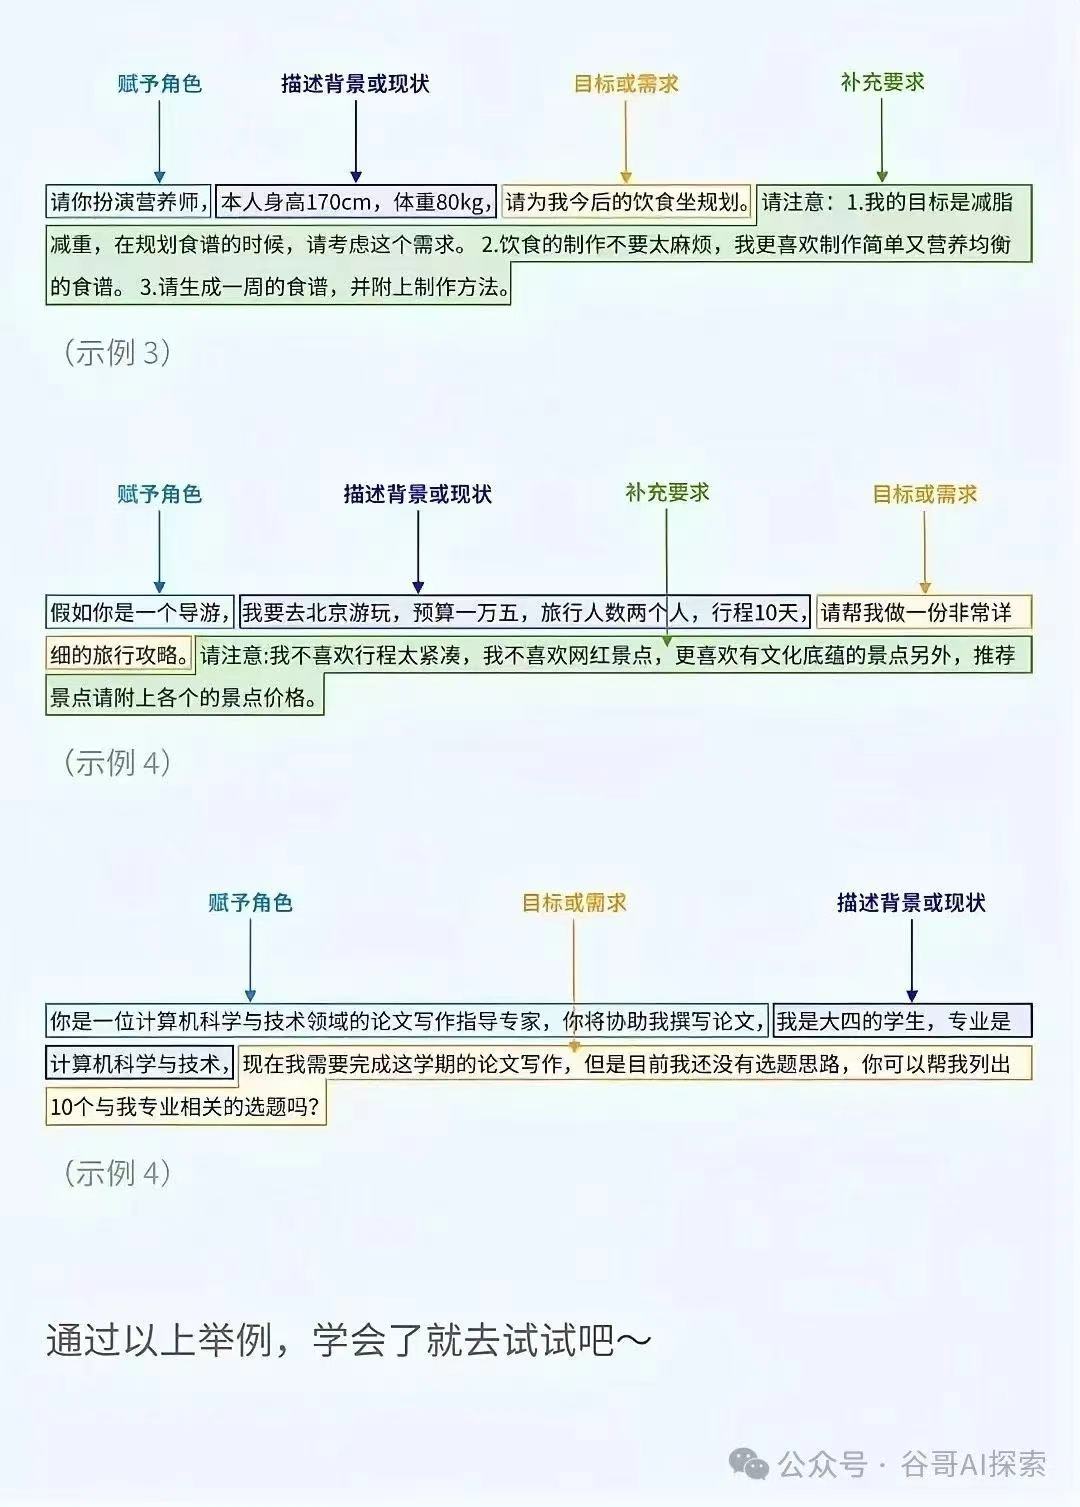 赋予角色 描述背景或现状 目标或需求 补充要求
请你扮演营养师，本人身高170cm，体重80kg，请为我今后的饮食坐规划。请注意：1.我的目标是减脂
减重，在规划食谱的时候，请考虑这个需求。 2.饮食的制作不要太麻烦，我更喜欢制作简单又营养均衡
的食谱。 3.请生成一周的食谱，并附上制作方法。
（示例 3）
赋予角色 描述背景或现状 补充要求 目标或需求
假如你是一个导游，我要去北京游玩，预算一万五，旅行人数两个人，行程10天，请帮我做一份非常详
细的旅行攻略。请注意:我不喜欢行程太紧凑，我不喜欢网红景点，更喜欢有文化底蕴的景点另外，推荐
景点请附上各个的景点价格。
（示例 4）
赋予角色 目标或需求 描述背景或现状
你是一位计算机科学与技术领域的论文写作指导专家，你将协助我撰写论文，我是大四的学生，专业是
计算机科学与技术，现在我需要完成这学期的论文写作，但是目前我还没有选题思路，你可以帮我列出
10个与我专业相关的选题吗？
（示例 4）
通过以上举例，学会了就去试试吧～
公众号 · 谷哥AI探索